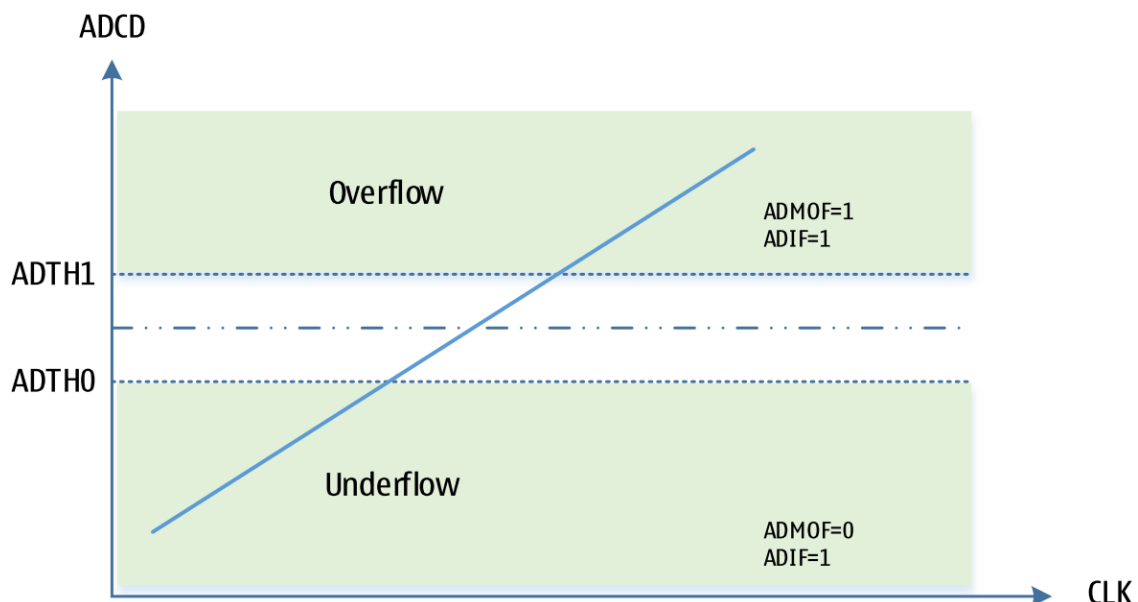 ADCD
Overflow
ADMOF=1
ADIF=1
ADTH1
ADTH0
Underflow
ADMOF=0
ADIF=1
CLK